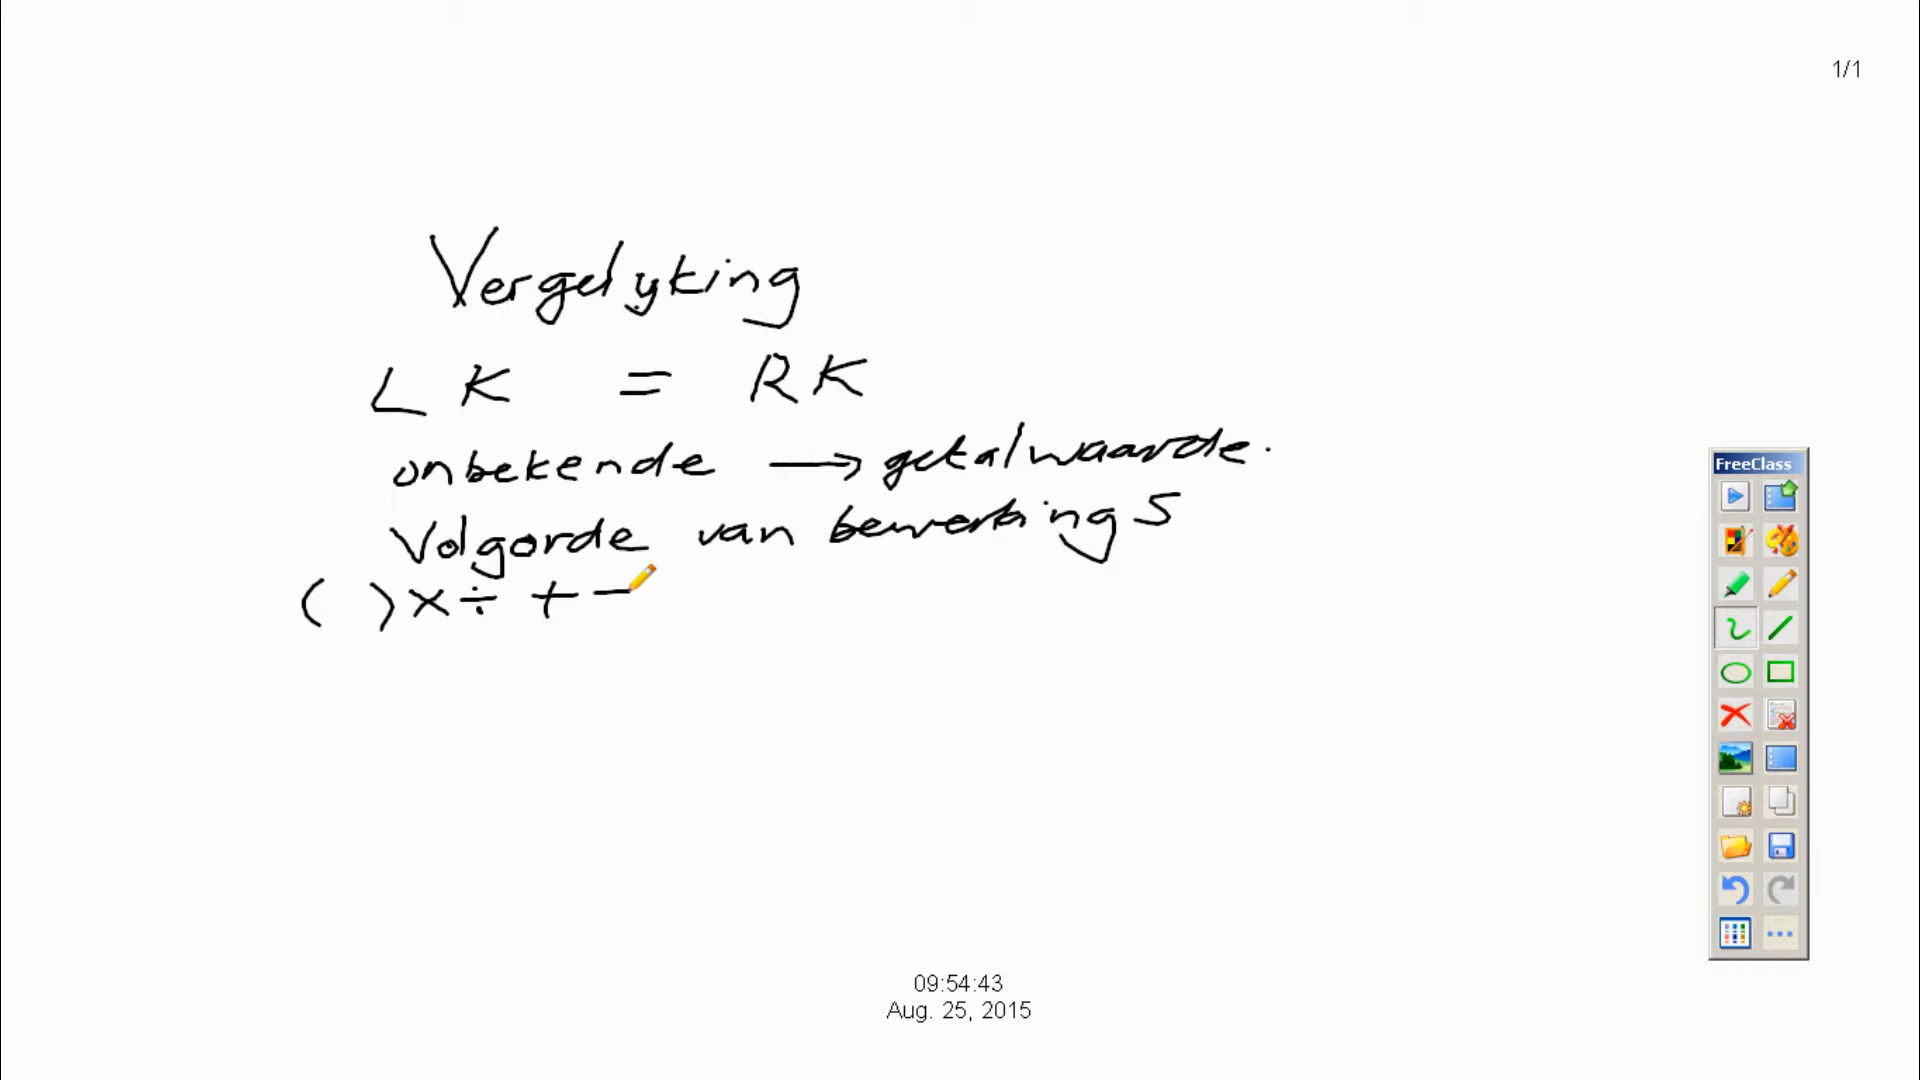 1/1
Vergelyking
LK = RK
onbekende → getalwaarde.
Volgorde van bewerkings
( ) × ÷ + -
FreeClass
09:54:43
Aug. 25, 2015